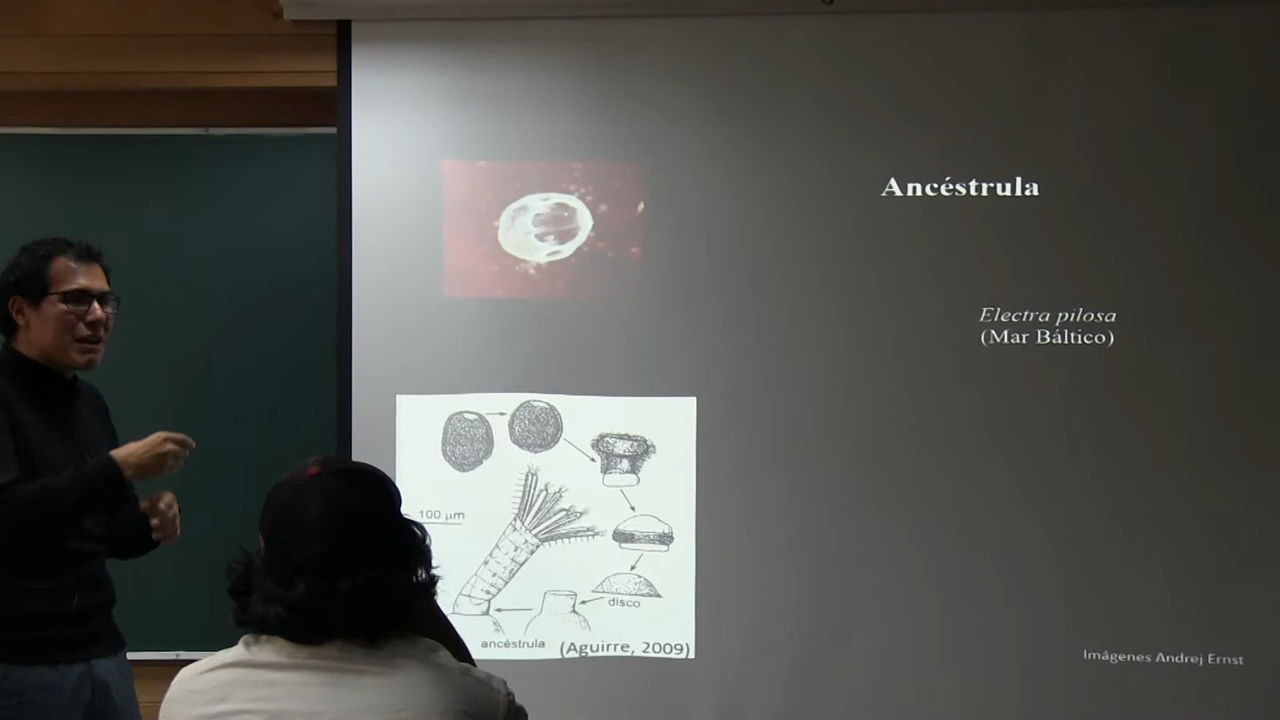 Ancéstrula
Electra pilosa
(Mar Báltico)
100 μm
disco
ancéstrula
(Aguirre, 2009)
Imágenes Andrej Ernst